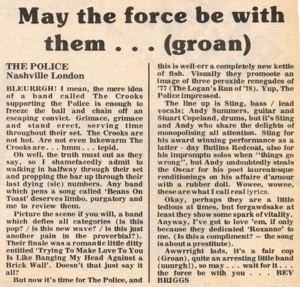 May the force be with
them . . . (groan)
THE POLICE
Nashville London
BLEURRGH! I mean, the mere idea
of a band called The Crooks
supporting the Police is enough to
freeze the ball and chain off an
escaping convict. Grimace, grimace
and stand erect, serving time
throughout their set. The Crooks are
not hot. Are not even lukewarm The
Crooks are . . . hmm . . . tepid.
Oh well, the truth must out as they
say, so I shamefacedly admit to
walking in halfway through their set
and propping the bar up through their
last dying (sic) numbers. Any band
which pens a song called 'Beans On
Toast' deserves limbo, purgatory and
me to review them.
Picture the scene if you will, a band
which defies all categories (is this
pop? / is this new wave? / is this just
another pain in the proverbial?).
Their finale was a romantic little ditty
entitled 'Trying To Make Love To You
Is Like Banging My Head Against a
Brick Wall'. Doesn't that just say it
all?
But now it's time for The Police, and
this is well-err a completely new kettle
of fish. Visually they promote an
image of three peroxide renegades of
'77 (The Logan's Run of '78). Yup, The
Police impressed.
The line up is Sting, bass / lead
vocals; Andy Summers, guitar and
Stuart Copeland, drums, but it's Sting
and Andy who share the delights of
monopolising all attention. Sting for
his award winning performance as a
latter - day Butlins Redcoat, also for
his impromptu solos when "things go
wrong", but Andy undoubtedly steals
the Oscar for his post
conditionings on his affaire d'amour
with a rubber doll. Wowee, wowee,
these are what I call real lyrics.
Okay, perhaps they are a little
tedious at times, but forgawdsake at
least they show some spark of vitality.
Anyway, I've got to love 'em, if only
because they dedicated 'Roxanne' to
me. (Is this a compliment? — the song
is about a prostitute).
Awwright lads, it's a fair cop
(Groan), quite an arresting little band
(uuurgh!), so may . . . wait for it . . .
the force be with you . . . . BEV
BRIGGS